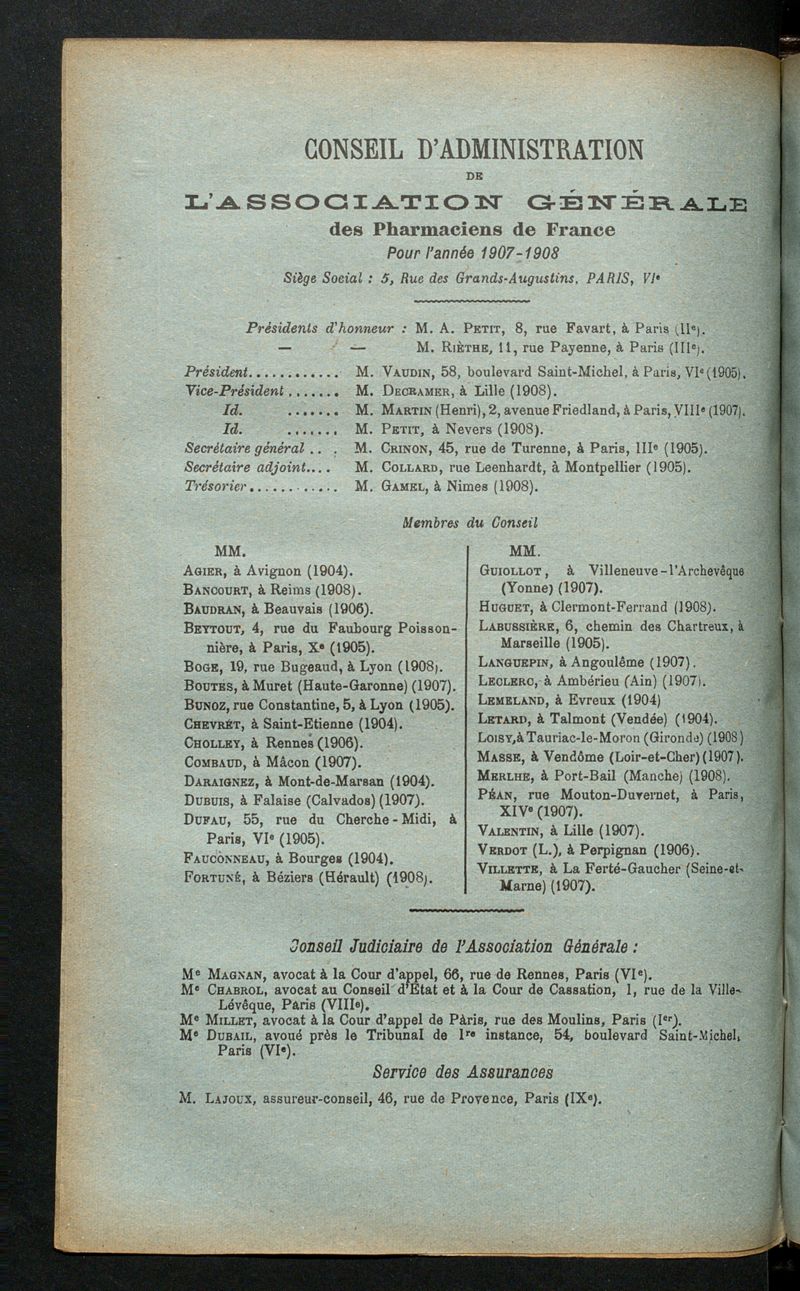 CONSEIL D'ADMINISTRATION
DE
L'ASSOCIATION GÉNÉRALE
des Pharmaciens de France
Pour l'année 1907-1908
Siège Social : 5, Rue des Grands-Augustins, PARIS, VIe
Présidents d'honneur : M. A. PETIT, 8, rue Favart, à Paris (IIe).
— — M. RIÈTHE, 11, rue Payenne, à Paris (IIIe).
Président............ M. VAUDIN, 58, boulevard Saint-Michel, à Paris, VIe (1905).
Vice-Président....... M. DECRAMER, à Lille (1908).
Id. ....... M. MARTIN (Henri), 2, avenue Friedland, à Paris, VIIIe (1907).
Id. ....... M. PETIT, à Nevers (1908).
Secrétaire général .. . M. CRINON, 45, rue de Turenne, à Paris, IIIe (1905).
Secrétaire adjoint.... M. COLLARD, rue Leenhardt, à Montpellier (1905).
Trésorier............ M. GAMEL, à Nimes (1908).
Membres du Conseil
MM.
AGIER, à Avignon (1904).
BANCOURT, à Reims (1908).
BAUDRAN, à Beauvais (1906).
BEYTOUT, 4, rue du Faubourg Poisson-
nière, à Paris, Xe (1905).
BOGE, 19, rue Bugeaud, à Lyon (1908).
BOUTES, à Muret (Haute-Garonne) (1907).
BUNOZ, rue Constantine, 5, à Lyon (1905).
CHEVRET, à Saint-Etienne (1904).
CHOLLEY, à Rennes (1906).
COMBAUD, à Mâcon (1907).
DARAIGNEZ, à Mont-de-Marsan (1904).
DUBUIS, à Falaise (Calvados) (1907).
DUFAU, 55, rue du Cherche-Midi, à
Paris, VIe (1905).
FAUCONNEAU, à Bourges (1904).
FORTUNÉ, à Béziers (Hérault) (1908).
MM.
GUIOLLOT, à Villeneuve-l'Archevêque
(Yonne) (1907).
HUGUET, à Clermont-Ferrand (1908).
LABUSSIÈRE, 6, chemin des Chartreux, à
Marseille (1905).
LANGUEPIN, à Angoulême (1907).
LECLERC, à Ambérieu (Ain) (1907).
LEMELAND, à Evreux (1904)
LETARD, à Talmont (Vendée) (1904).
LOISY, à Tauriac-le-Moron (Gironde) (1908)
MASSE, à Vendôme (Loir-et-Cher) (1907).
MERLHE, à Port-Bail (Manche) (1908).
PÉAN, rue Mouton-Duvernet, à Paris,
XIVe (1907).
VALENTIN, à Lille (1907).
VERDOT (L.), à Perpignan (1906).
VILLETTE, à La Ferté-Gaucher (Seine-et-
Marne) (1907).
Conseil Judiciaire de l'Association Générale :
Me MAGNAN, avocat à la Cour d'appel, 66, rue de Rennes, Paris (VIe).
Me CHABROL, avocat au Conseil d'Etat et à la Cour de Cassation, 1, rue de la Ville-
Lévêque, Paris (VIIIe).
Me MILLET, avocat à la Cour d'appel de Pàris, rue des Moulins, Paris (Ier).
Me DUBAIL, avoué près le Tribunal de 1re instance, 54, boulevard Saint-Michel,
Paris (VIe).
Service des Assurances
M. LAJOUX, assureur-conseil, 46, rue de Provence, Paris (IXe).